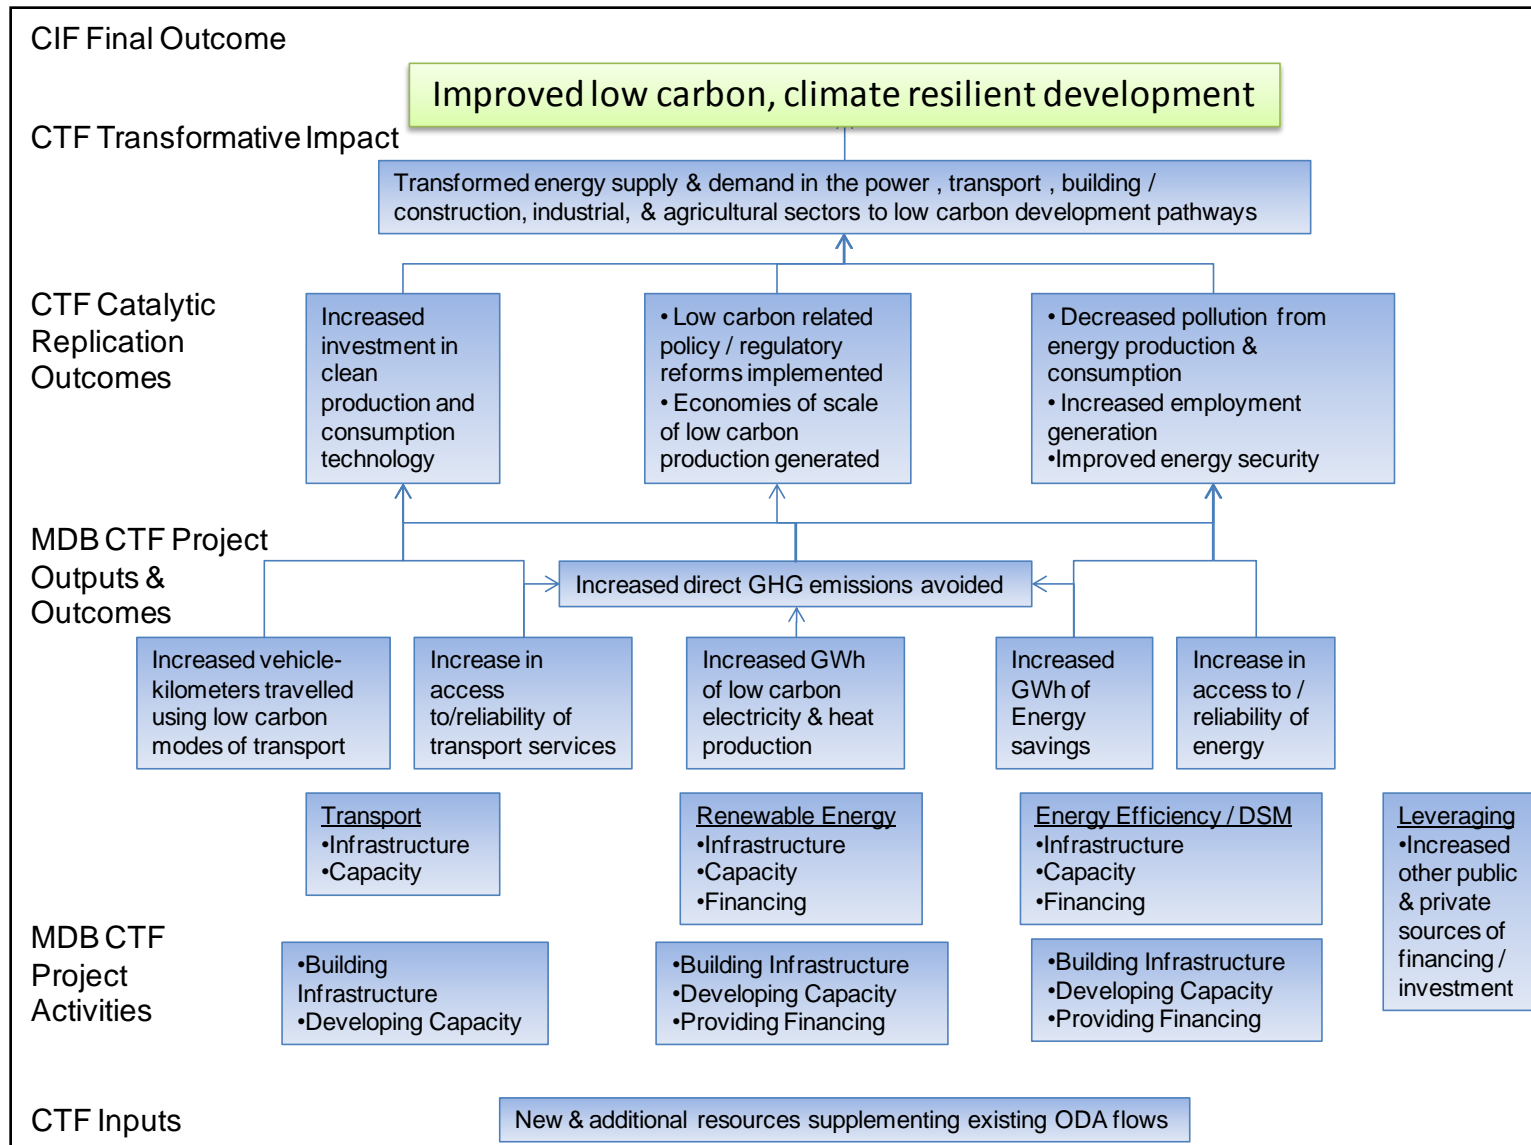 CIF Final Outcome
Improved low carbon, climate resilient development
CTF Transformative Impact
Transformed energy supply & demand in the power , transport , building /
construction, industrial, & agricultural sectors to low carbon development pathways
CTF Catalytic
Replication
Outcomes
Increased
investment in
clean
production and
consumption
technology
• Low carbon related
policy / regulatory
reforms implemented
• Economies of scale
of low carbon
production generated
• Decreased pollution from
energy production &
consumption
• Increased employment
generation
•Improved energy security
MDB CTF Project
Outputs &
Outcomes
Increased direct GHG emissions avoided
Increased vehicle-
kilometers travelled
using low carbon
modes of transport
Increase in
access
to/reliability of
transport services
Increased GWh
of low carbon
electricity & heat
production
Increased
GWh of
Energy
savings
Increase in
access to /
reliability of
energy
Transport
•Infrastructure
•Capacity
Renewable Energy
•Infrastructure
•Capacity
•Financing
Energy Efficiency / DSM
•Infrastructure
•Capacity
•Financing
Leveraging
•Increased
other public
& private
sources of
financing /
investment
MDB CTF
Project
Activities
•Building
Infrastructure
•Developing Capacity
•Building Infrastructure
•Developing Capacity
•Providing Financing
•Building Infrastructure
•Developing Capacity
•Providing Financing
CTF Inputs
New & additional resources supplementing existing ODA flows